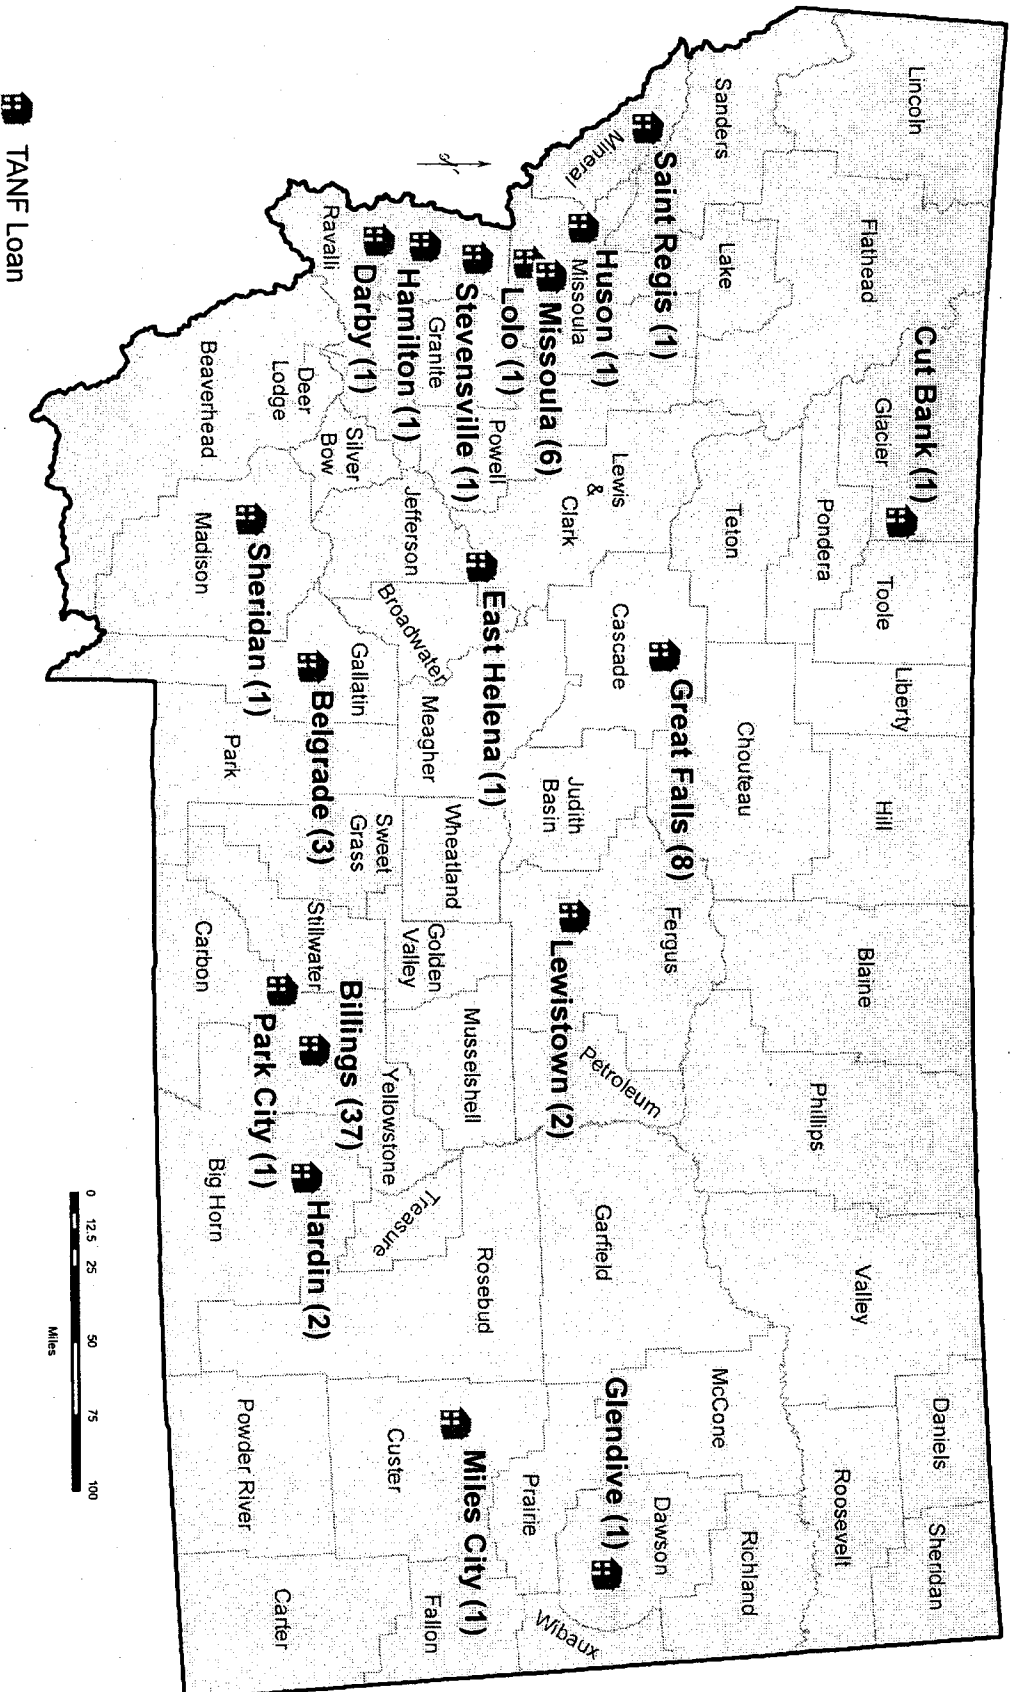 Lincoln
Flathead
Glacier
Toole
Liberty
Hill
Blaine
Phillips
Valley
Daniels
Sheridan
Roosevelt
Cut Bank (1)
Sanders
Lake
Pondera
Teton
Chouteau
Fergus
Petroleum
Garfield
McCone
Richland
Dawson
Wibaux
Prairie
Saint Regis (1)
Mineral
Huson (1)
Missoula
Missoula (6)
Lolo (1)
Stevensville (1)
Hamilton (1)
Darby (1)
Ravalli
Granite
Powell
Lewis
&
Clark
Cascade
Great Falls (8)
Judith
Basin
Lewistown (2)
Glendive (1)
East Helena (1)
Deer
Lodge
Silver
Bow
Jefferson
Broadwater
Meagher
Wheatland
Golden
Valley
Musselshell
Rosebud
Treasure
Yellowstone
Custer
Miles City (1)
Fallon
Beaverhead
Madison
Sheridan (1)
Gallatin
Belgrade (3)
Park
Sweet
Grass
Stillwater
Billings (37)
Park City (1)
Carbon
Hardin (2)
Big Horn
Powder River
Carter
TANF Loan
0 12.5 25 50 75 100
Miles